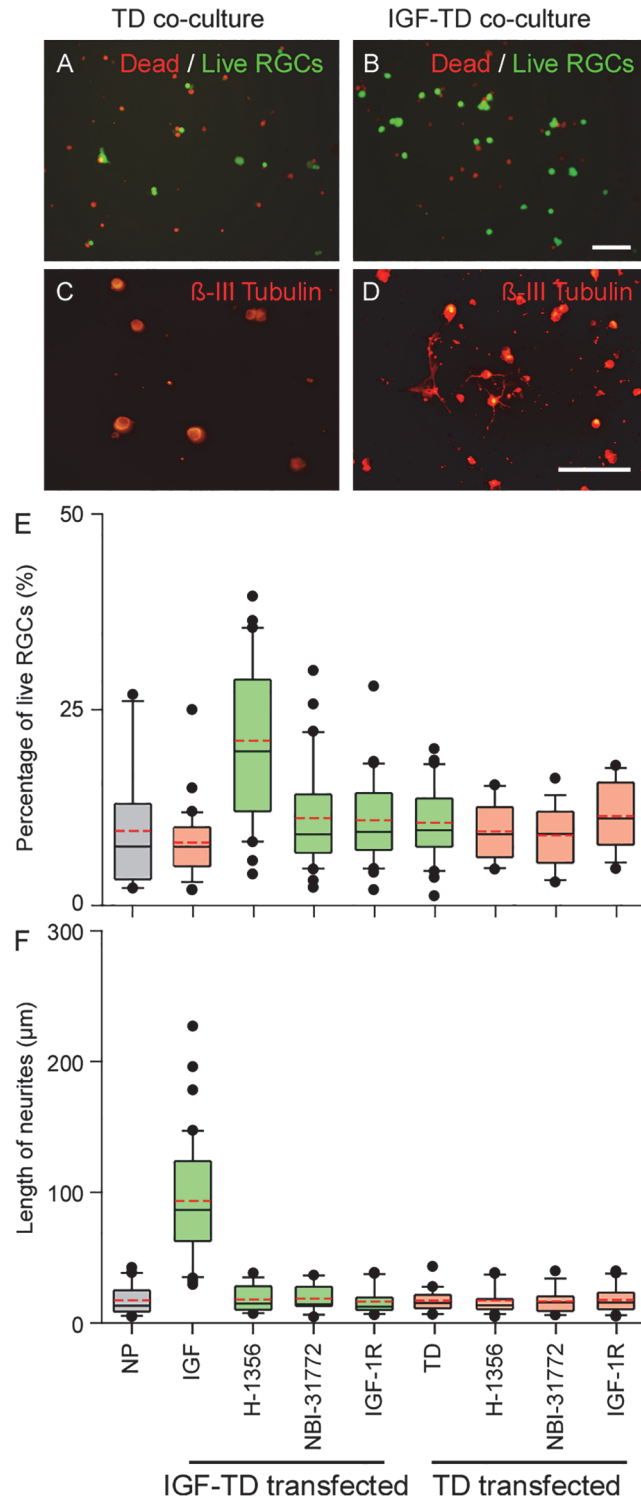 TD co-culture
IGF-TD co-culture
A Dead / Live RGCs
B Dead / Live RGCs
C ß-III Tubulin
D ß-III Tubulin
E
Percentage of live RGCs (%)
50
25
0
F
Length of neurites (µm)
300
200
100
0
NP
IGF
H-1356
NBI-31772
IGF-1R
TD
H-1356
NBI-31772
IGF-1R
IGF-TD transfected
TD transfected